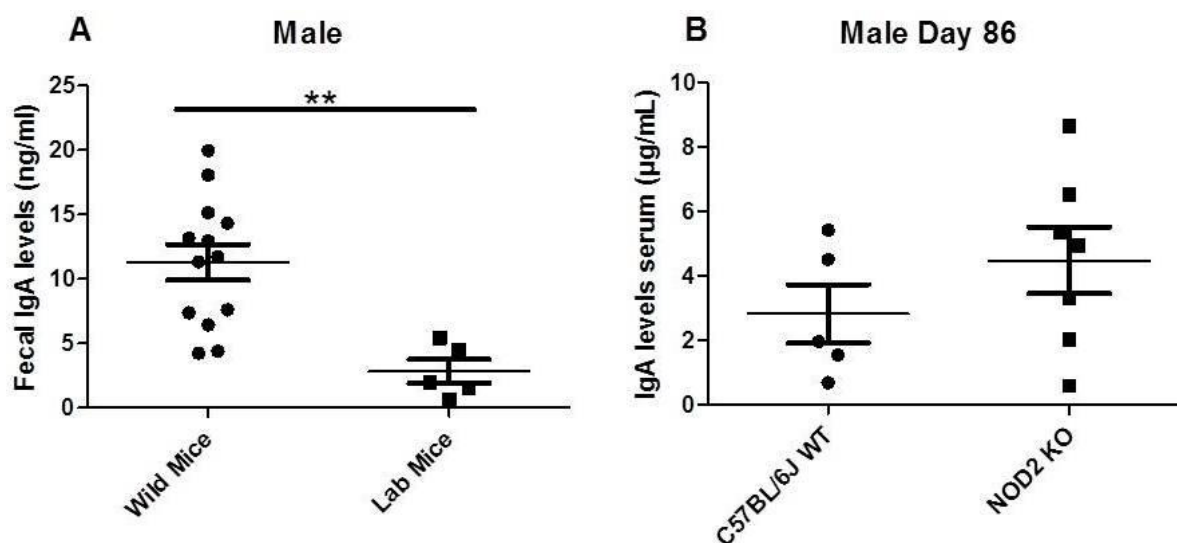 A
Male
**
Fecal IgA levels (ng/ml)
25
20
15
10
5
0
Wild Mice
Lab Mice
B
Male Day 86
IgA levels serum (µg/mL)
10
8
6
4
2
0
C57BL/6J WT
NOD2 KO